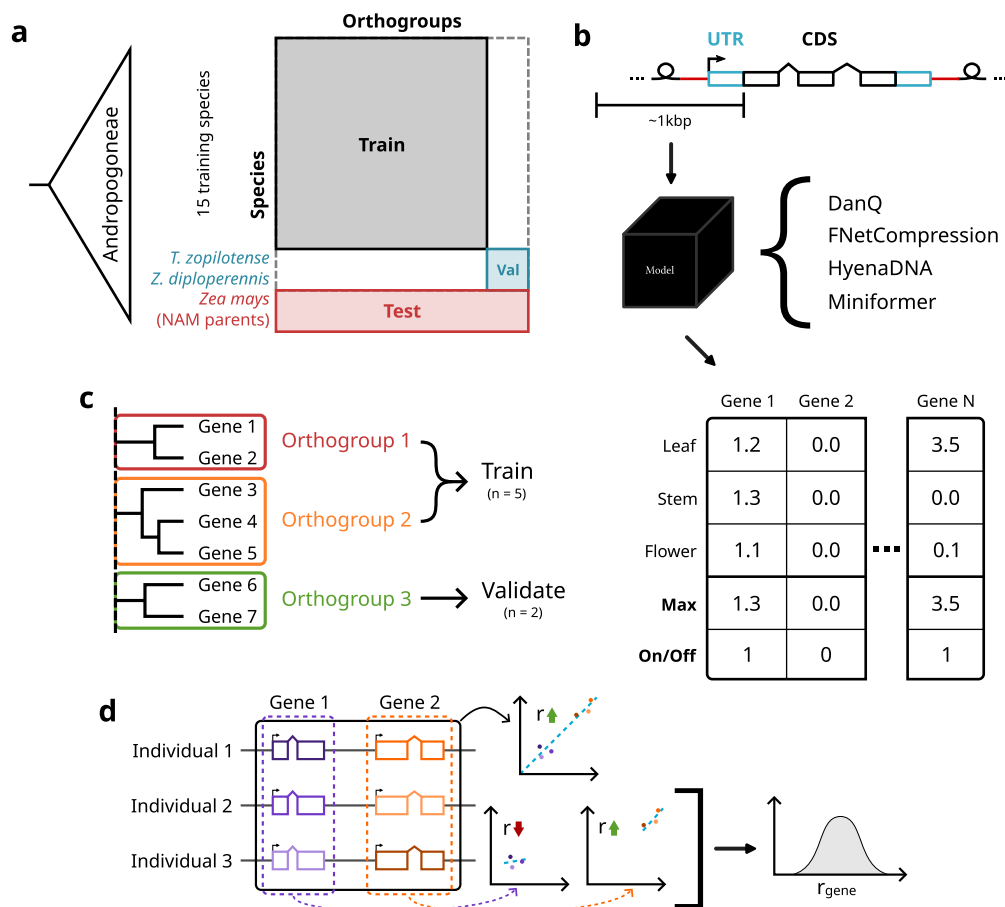 a
Orthogroups
Andropogoneae
15 training species
Species
Train
T. zopilotense
Z. diploperennis
Val
Zea mays
(NAM parents)
Test
b
UTR
CDS
~1kbp
Model
DanQ
FNetCompression
HyenaDNA
Miniformer
Gene 1 Gene 2 Gene N
Leaf 1.2 0.0 3.5
Stem 1.3 0.0 0.0
Flower 1.1 0.0 0.1
Max 1.3 0.0 3.5
On/Off 1 0 1
c
Gene 1
Gene 2
Orthogroup 1
Gene 3
Gene 4
Gene 5
Orthogroup 2
Train
(n = 5)
Gene 6
Gene 7
Orthogroup 3
Validate
(n = 2)
d
Gene 1 Gene 2
Individual 1
Individual 2
Individual 3
r
r
r
rgene